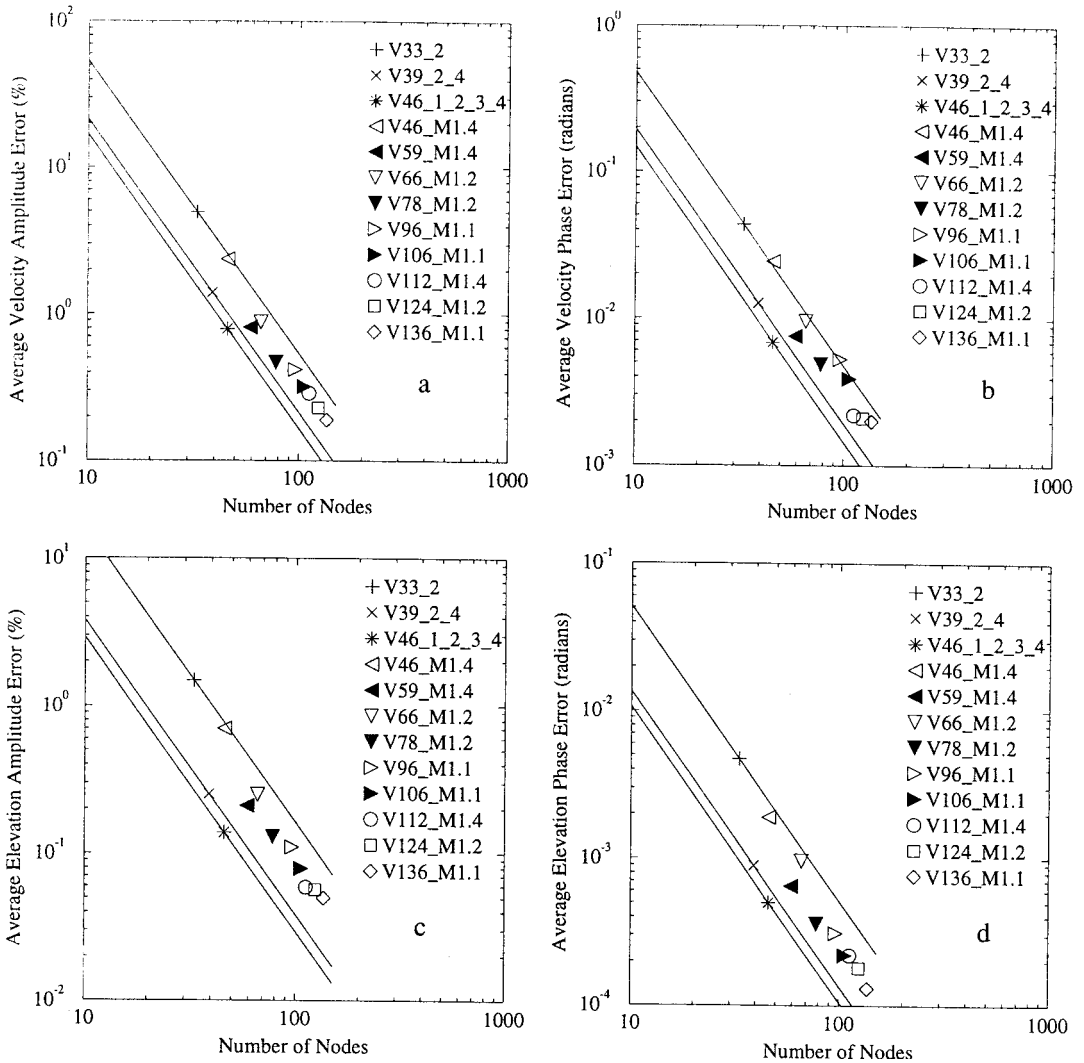 Average Velocity Amplitude Error (%)
10^2
10^1
10^0
10^-1
10
100
1000
Number of Nodes
V33_2
V39_2_4
V46_1_2_3_4
V46_M1.4
V59_M1.4
V66_M1.2
V78_M1.2
V96_M1.1
V106_M1.1
V112_M1.4
V124_M1.2
V136_M1.1
a
Average Velocity Phase Error (radians)
10^0
10^-1
10^-2
10^-3
10
100
1000
Number of Nodes
V33_2
V39_2_4
V46_1_2_3_4
V46_M1.4
V59_M1.4
V66_M1.2
V78_M1.2
V96_M1.1
V106_M1.1
V112_M1.4
V124_M1.2
V136_M1.1
b
Average Elevation Amplitude Error (%)
10^1
10^0
10^-1
10^-2
10
100
1000
Number of Nodes
V33_2
V39_2_4
V46_1_2_3_4
V46_M1.4
V59_M1.4
V66_M1.2
V78_M1.2
V96_M1.1
V106_M1.1
V112_M1.4
V124_M1.2
V136_M1.1
c
Average Elevation Phase Error (radians)
10^-1
10^-2
10^-3
10^-4
10
100
1000
Number of Nodes
V33_2
V39_2_4
V46_1_2_3_4
V46_M1.4
V59_M1.4
V66_M1.2
V78_M1.2
V96_M1.1
V106_M1.1
V112_M1.4
V124_M1.2
V136_M1.1
d